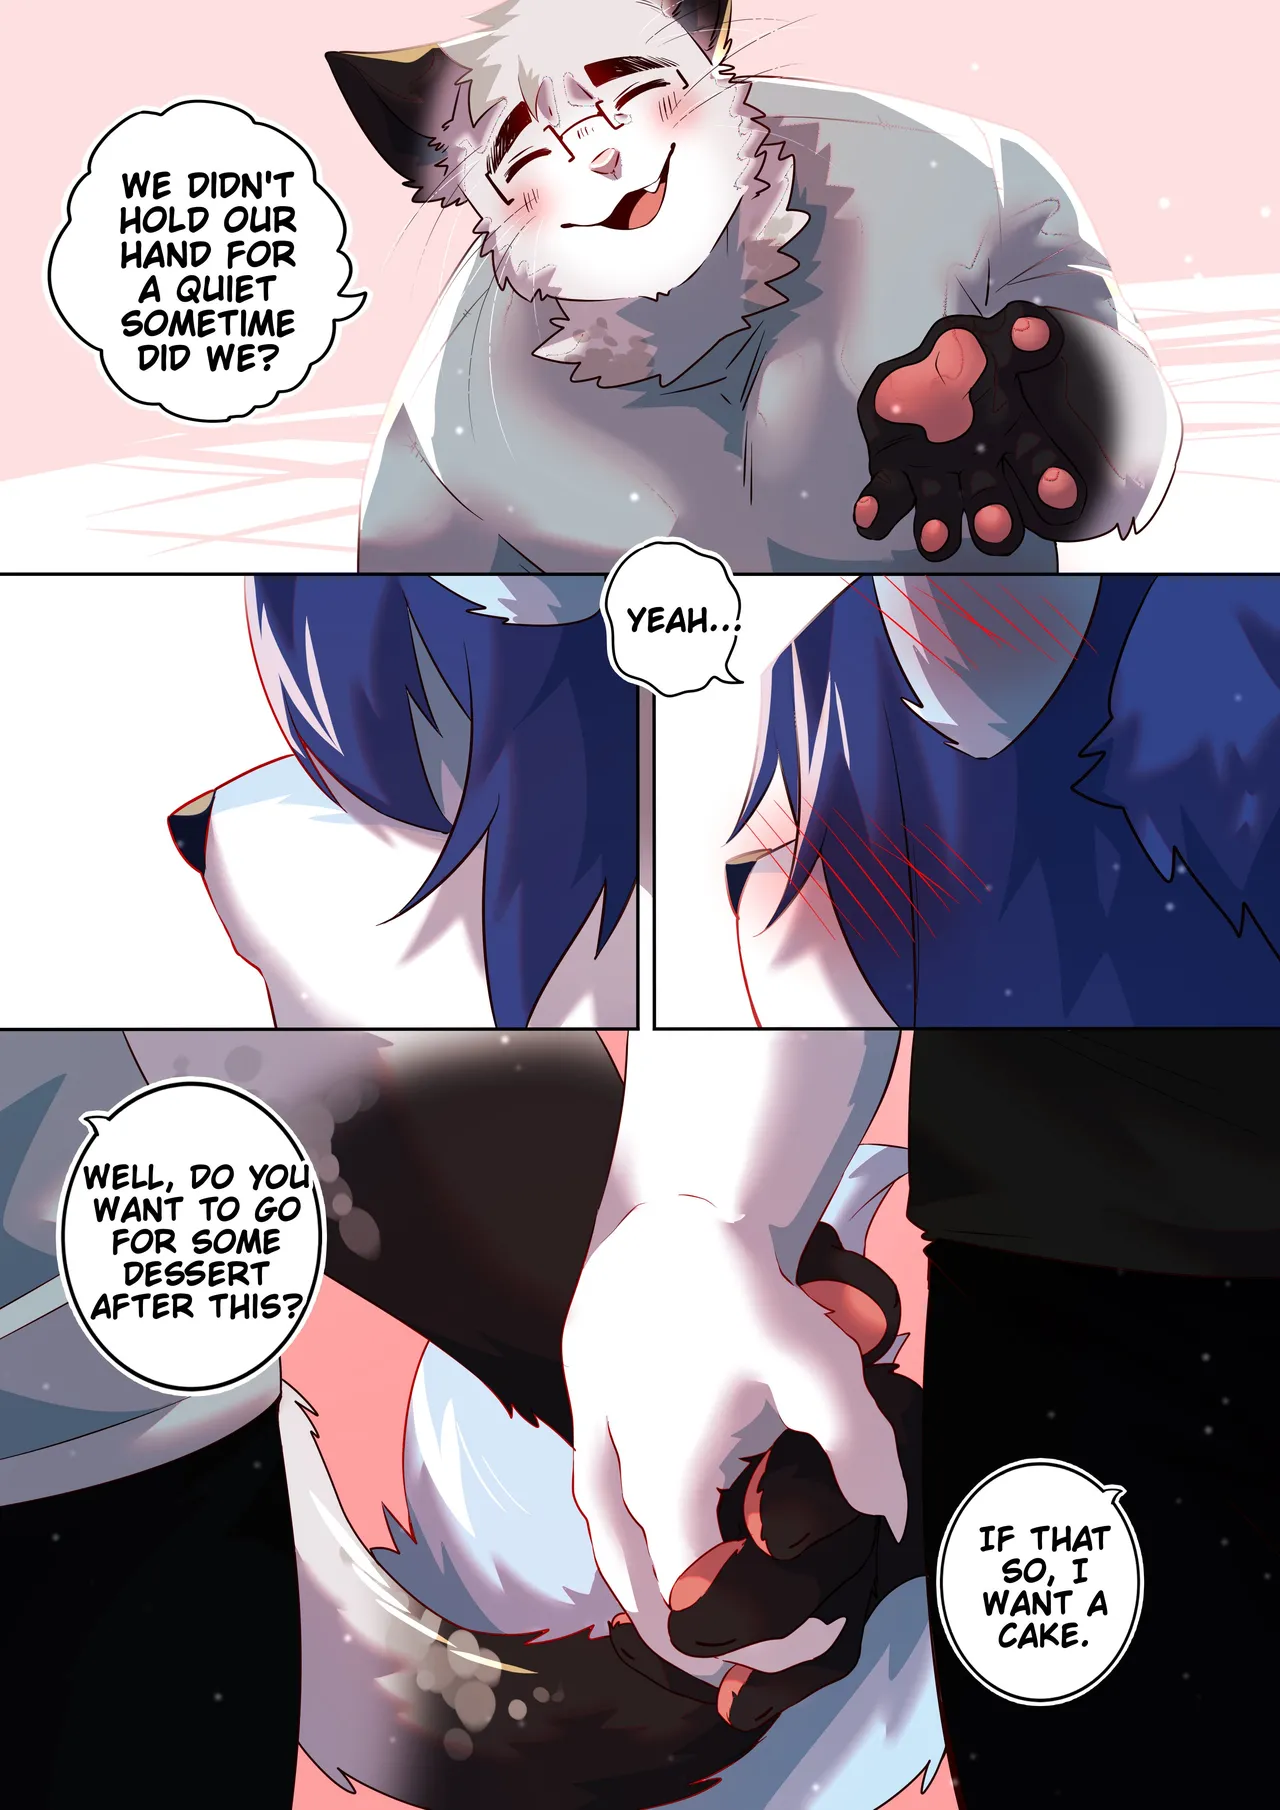 WE DIDN'T
HOLD OUR
HAND FOR
A QUIET
SOMETIME
DID WE?
YEAH...
WELL, DO YOU
WANT TO GO
FOR SOME
DESSERT
AFTER THIS?
IF THAT
SO, I
WANT A
CAKE.